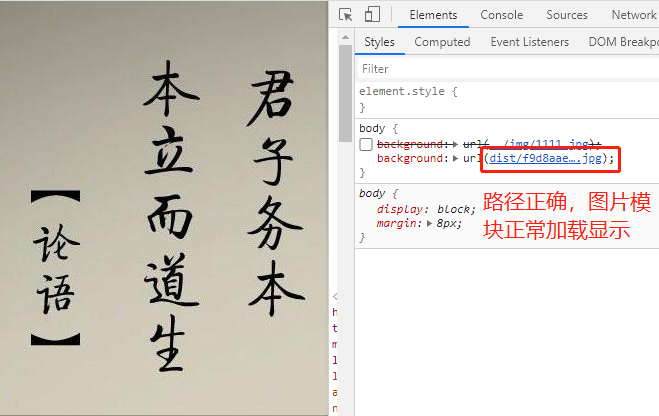 君子务本
本立而道生
【论语】
Elements
Console
Sources
Network
Styles
Computed
Event Listeners
DOM Breakpo
Filter
element.style {
}
body {
background: url(../img/1111.jpg);
background: url(dist/f9d8aae….jpg);
}
body {
display: block;
margin: 8px;
}
路径正确，图片模
块正常加载显示
<
h
t
m
l
l
a
n